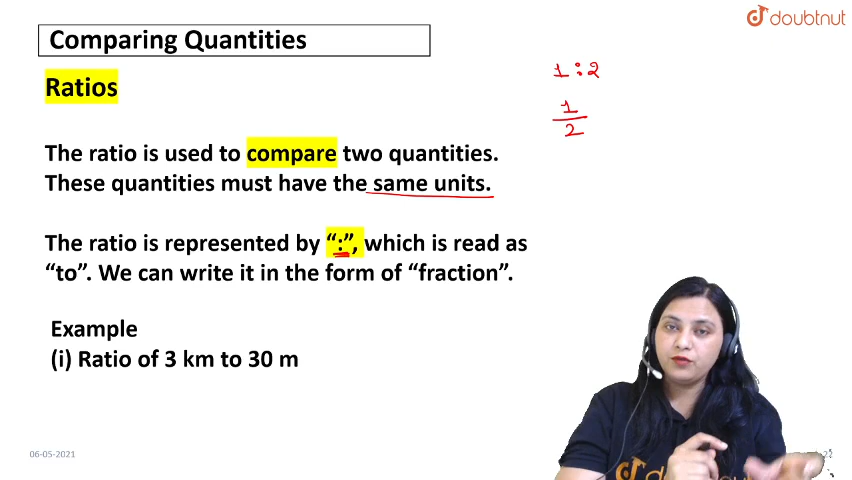 doubtnut
Comparing Quantities
Ratios
1:2
1
2
The ratio is used to compare two quantities.
These quantities must have the same units.
The ratio is represented by “:”, which is read as
“to”. We can write it in the form of “fraction”.
Example
(i) Ratio of 3 km to 30 m
06-05-2021